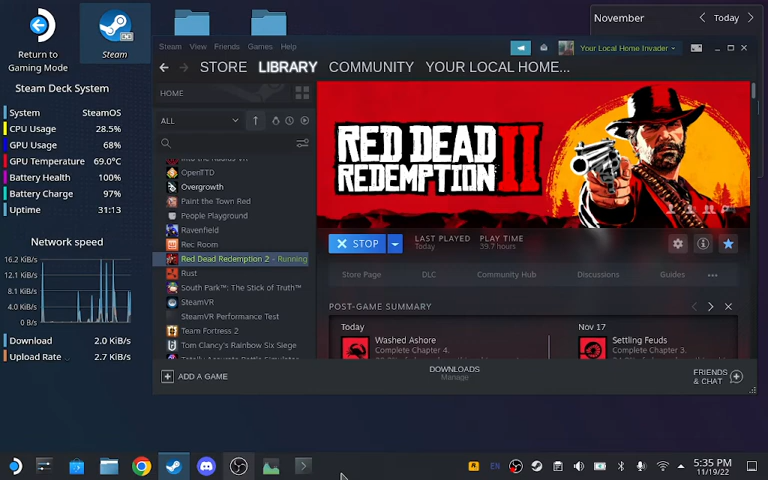 Return to
Gaming Mode
Steam
Steam Deck System
System SteamOS
CPU Usage 28.5%
GPU Usage 68%
GPU Temperature 69.0°C
Battery Health 100%
Battery Charge 97%
Uptime 31:13
Network speed
16.2 KiB/s
12.2 KiB/s
8.1 KiB/s
4.0 KiB/s
0 B/s
Download 2.0 KiB/s
Upload Rate 2.7 KiB/s
November Today
Steam View Friends Games Help
Your Local Home Invader
STORE LIBRARY COMMUNITY YOUR LOCAL HOME...
HOME
ALL
OpenTTD
Overgrowth
Paint the Town Red
People Playground
Ravenfield
Rec Room
Red Dead Redemption 2 - Running
Rust
South Park™: The Stick of Truth™
SteamVR
SteamVR Performance Test
Team Fortress 2
Tom Clancy's Rainbow Six Siege
ADD A GAME
RED DEAD
REDEMPTION II
STOP
LAST PLAYED
Today
PLAY TIME
39.7 hours
Store Page DLC Community Hub Discussions Guides
POST-GAME SUMMARY
Today
Washed Ashore
Complete Chapter 4.
Nov 17
Settling Feuds
Complete Chapter 3.
DOWNLOADS
Manage
FRIENDS
& CHAT
EN
5:35 PM
11/19/22